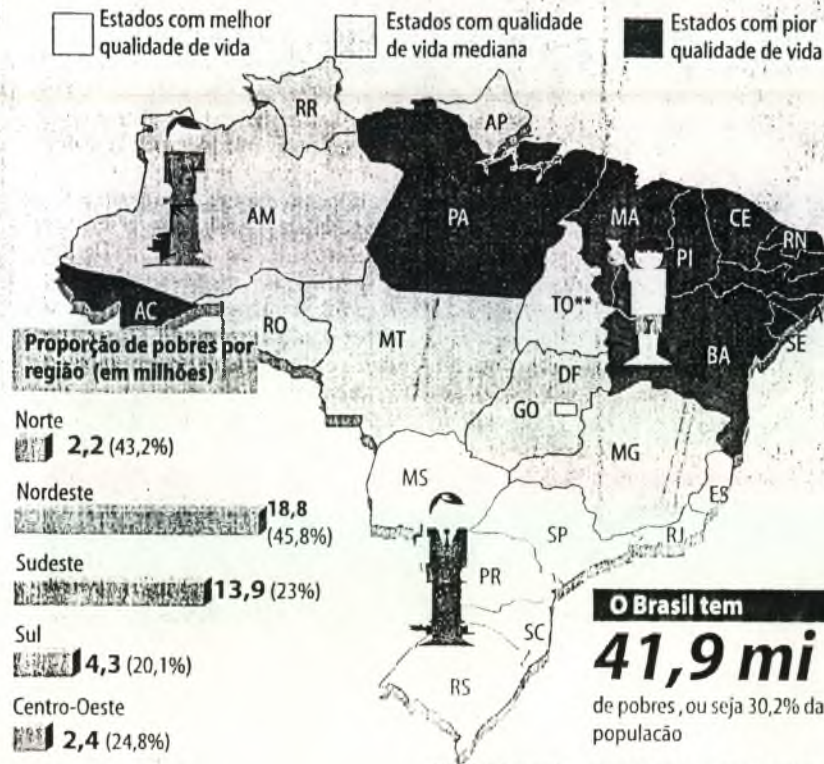 Estados com melhor
qualidade de vida
Estados com qualidade
de vida mediana
Estados com pior
qualidade de vida
RR
AP
AM
PA
MA
CE
RN
PI
AC
RO
TO**
MT
BA
A
SE
DF
GO
MG
MS
ES
SP
RJ
PR
SC
RS
Proporção de pobres por
região (em milhões)
Norte
2,2 (43,2%)
Nordeste
18,8
(45,8%)
Sudeste
13,9 (23%)
Sul
4,3 (20,1%)
Centro-Oeste
2,4 (24,8%)
O Brasil tem
41,9 mi
de pobres, ou seja 30,2% da
populacão